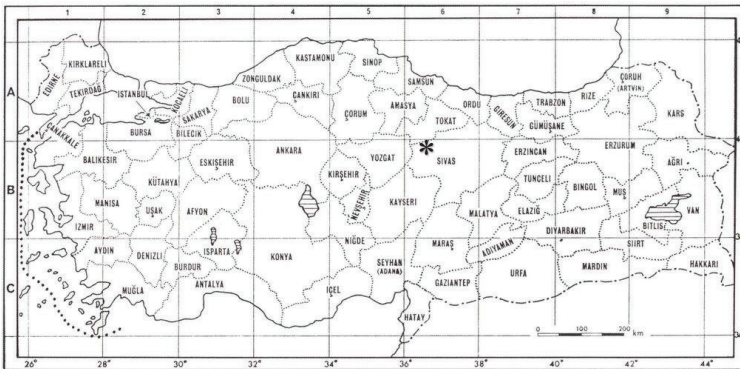 1 2 3 4 5 6 7 8 9
KASTAMONU SİNOP
KIRKLARELİ
EDİRNE ZONGULDAK SAMSUN ÇORUH
(ARTVİN)
TEKİRDAĞ İSTANBUL KOCAELİ BOLU ÇANKIRI AMASYA ORDU TRABZON RİZE
A SAKARYA ÇORUM TOKAT GİRESUN GÜMÜŞANE KARS
ÇANAKKALE BURSA BİLECİK
ANKARA YOZGAT * SİVAS ERZİNCAN ERZURUM
BALIKESİR ESKİŞEHİR AĞRI
KÜTAHYA KIRŞEHİR TUNCELİ
B MANİSA UŞAK AFYON NEVŞEHİR KAYSERİ MALATYA ELAZIĞ BİNGÖL MUŞ VAN
İZMİR DİYARBAKIR BİTLİS
AYDIN DENİZLİ ISPARTA KONYA NİĞDE MARAŞ ADIYAMAN SİİRT
BURDUR SEYHAN
(ADANA) URFA MARDİN HAKKARİ
C MUĞLA ANTALYA İÇEL GAZİANTEP
HATAY
0 100 200 km
26° 28° 30° 32° 34° 36° 38° 40° 42° 44°